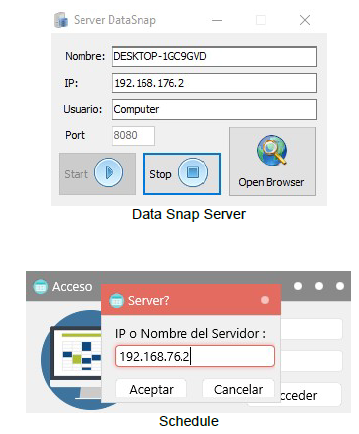 Server DataSnap
Nombre: DESKTOP-1GC9GVD
IP: 192.168.176.2
Usuario: Computer
Port 8080
Start Stop Open Browser
Data Snap Server
Acceso
Server?
IP o Nombre del Servidor :
192.168.76.2
Aceptar Cancelar
cceder
Schedule